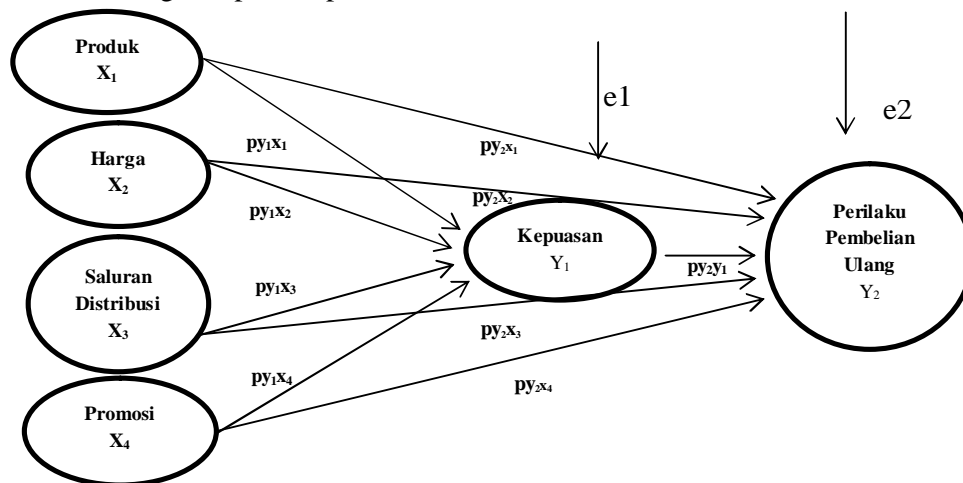 Produk
X₁
e1
e2
py₂x₁
Harga
X₂
py₁x₁
py₂x₂
py₁x₂
Kepuasan
Y₁
Perilaku
Pembelian
Ulang
Y₂
py₂y₁
Saluran
Distribusi
X₃
py₁x₃
py₂x₃
py₁x₄
py₂x₄
Promosi
X₄